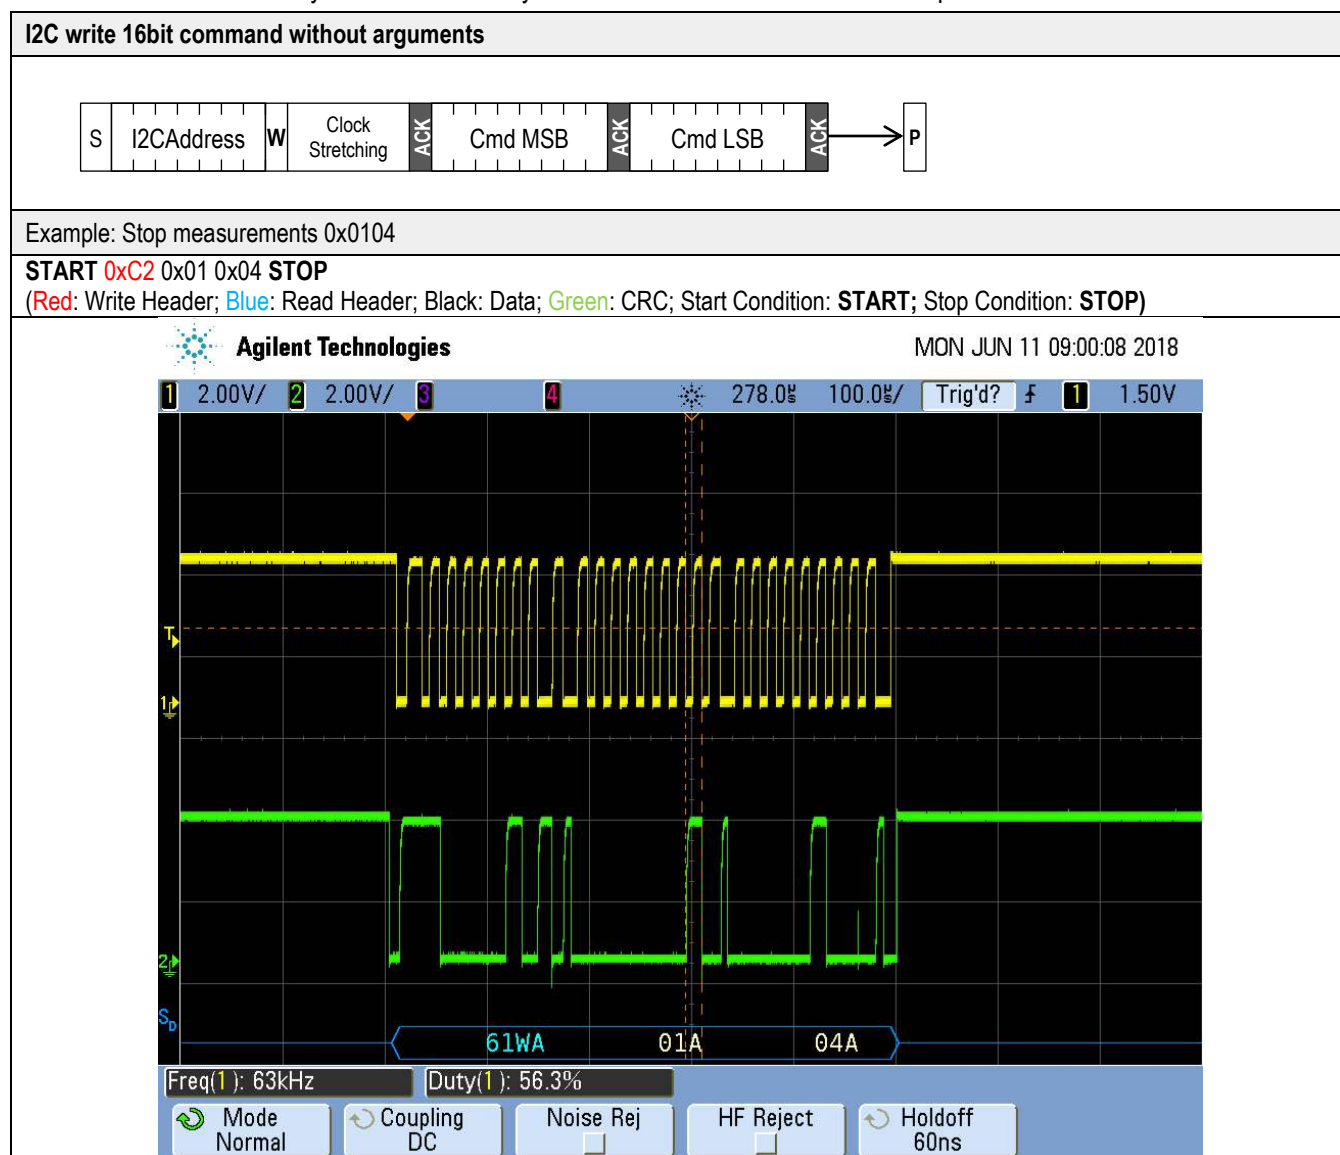 I2C write 16bit command without arguments
S I2CAddress W Clock Stretching ACK Cmd MSB ACK Cmd LSB ACK P
Example: Stop measurements 0x0104
START 0xC2 0x01 0x04 STOP
(Red: Write Header; Blue: Read Header; Black: Data; Green: CRC; Start Condition: START; Stop Condition: STOP)
Agilent Technologies MON JUN 11 09:00:08 2018
1 2.00V/ 2 2.00V/ 3 4 278.0µs 100.0µs/ Trig'd? 1 1.50V
T
1
2
SD
61WA 01A 04A
Freq(1): 63kHz Duty(1): 56.3%
Mode Coupling Noise Rej HF Reject Holdoff
Normal DC 60ns